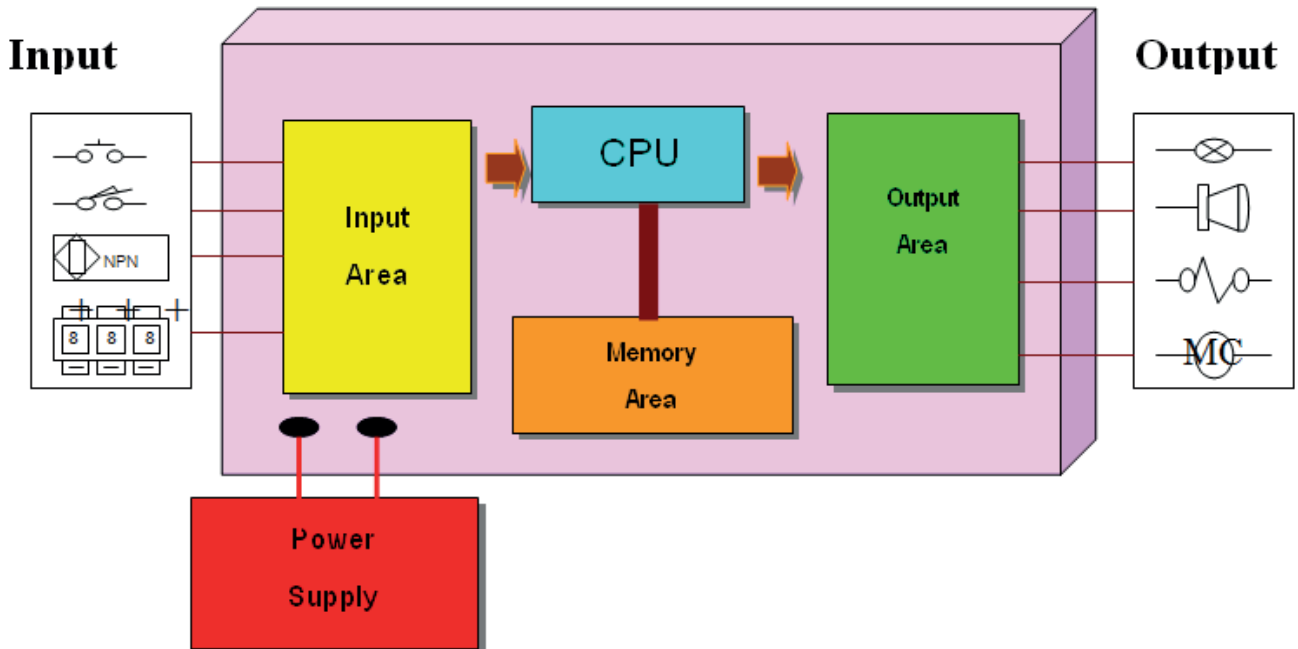 Input
Output
CPU
Input
Area
Output
Area
NPN
+ + +
8 8 8
Memory
Area
MC
Power
Supply